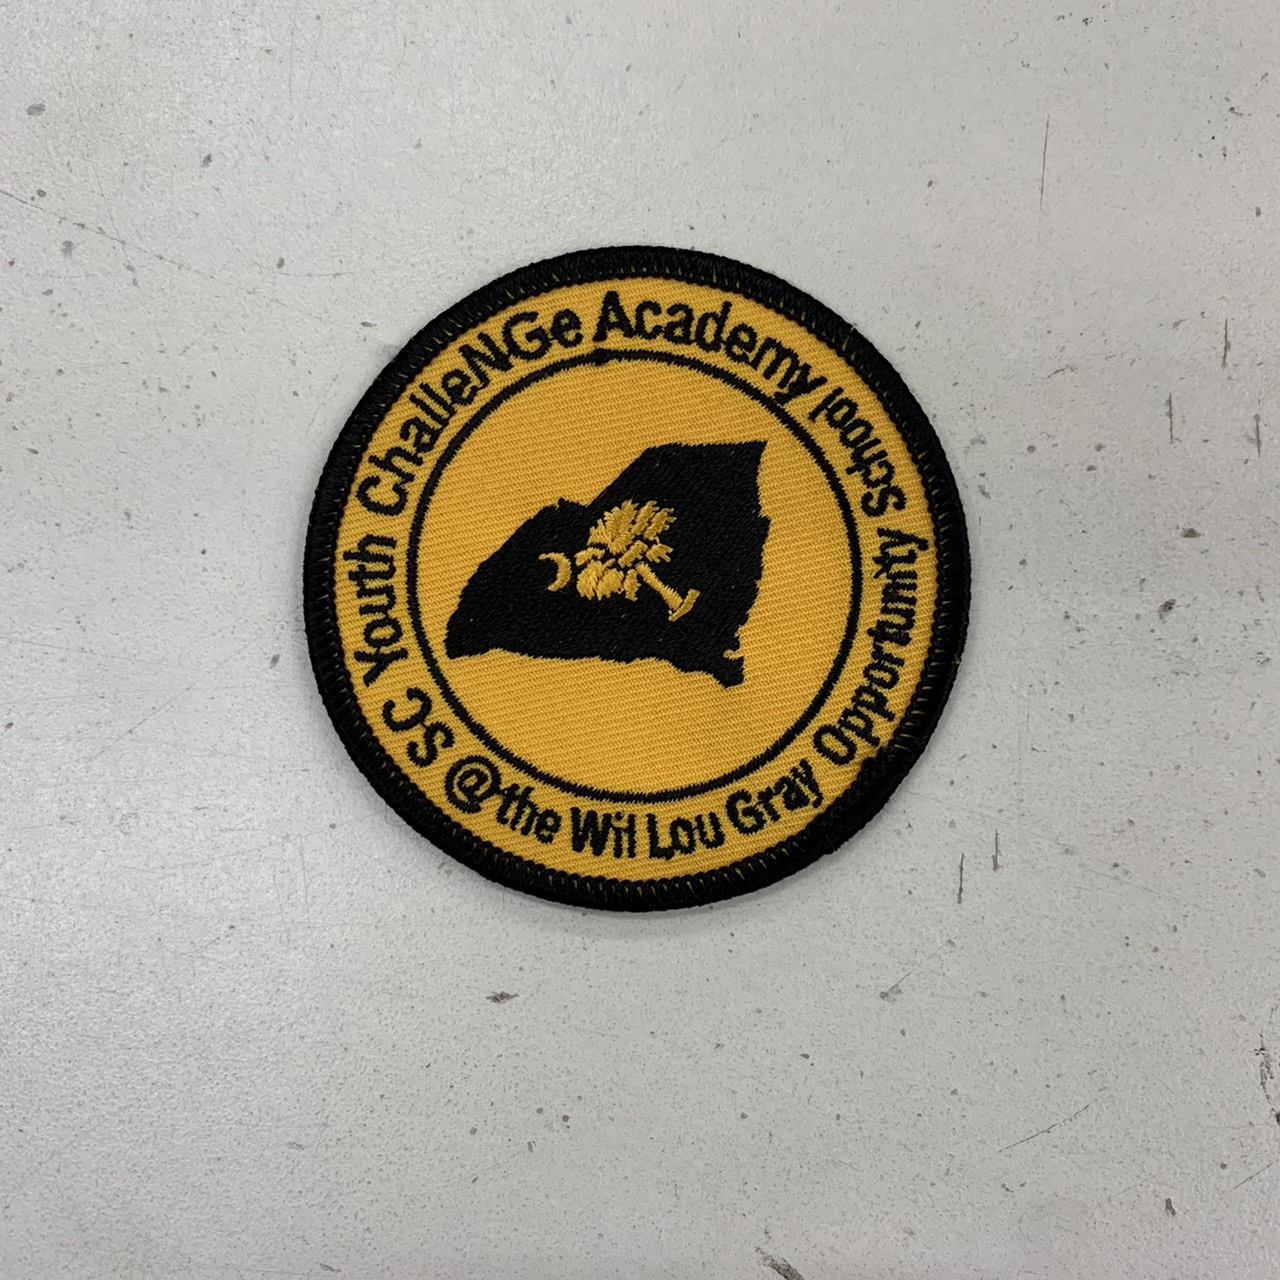 SC Youth ChalleNGe Academy
@the Wil Lou Gray Opportunity School